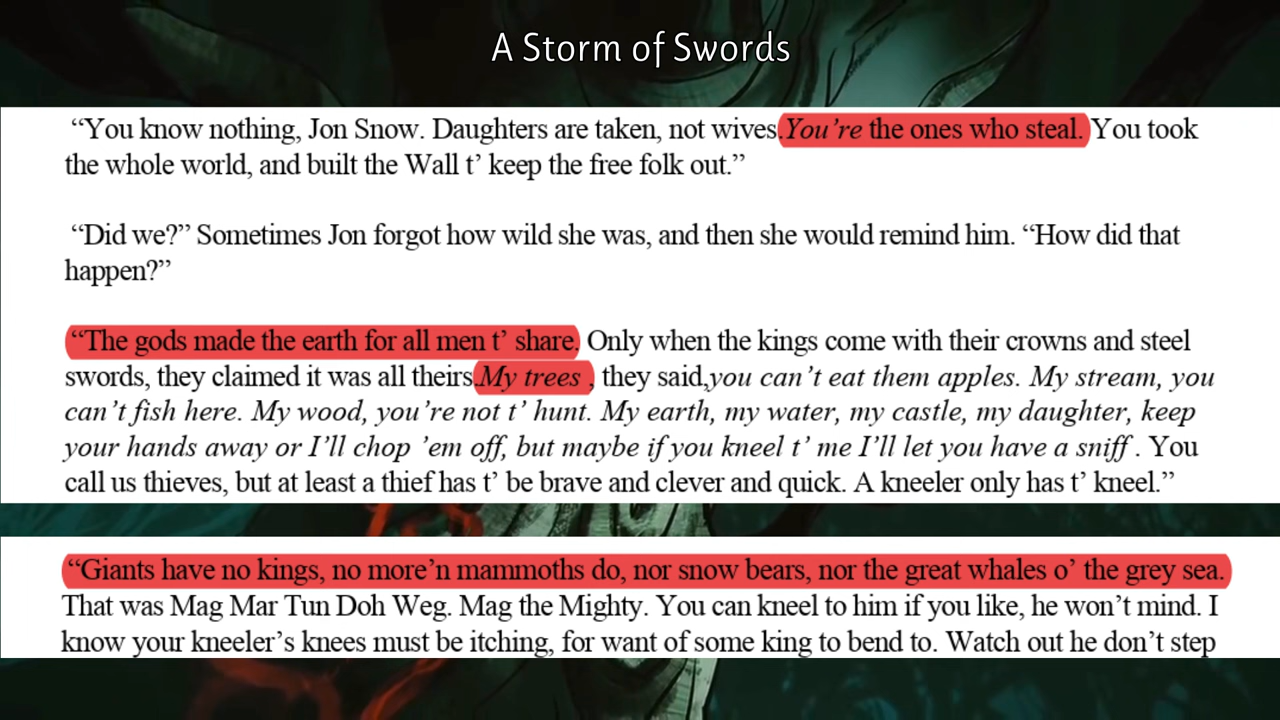 A Storm of Swords
“You know nothing, Jon Snow. Daughters are taken, not wives. You’re the ones who steal. You took
the whole world, and built the Wall t’ keep the free folk out.”
“Did we?” Sometimes Jon forgot how wild she was, and then she would remind him. “How did that
happen?”
“The gods made the earth for all men t’ share. Only when the kings come with their crowns and steel
swords, they claimed it was all theirs. My trees , they said,you can’t eat them apples. My stream, you
can’t fish here. My wood, you’re not t’ hunt. My earth, my water, my castle, my daughter, keep
your hands away or I’ll chop ’em off, but maybe if you kneel t’ me I’ll let you have a sniff . You
call us thieves, but at least a thief has t’ be brave and clever and quick. A kneeler only has t’ kneel.”
“Giants have no kings, no more’n mammoths do, nor snow bears, nor the great whales o’ the grey sea.
That was Mag Mar Tun Doh Weg. Mag the Mighty. You can kneel to him if you like, he won’t mind. I
know your kneeler’s knees must be itching, for want of some king to bend to. Watch out he don’t step